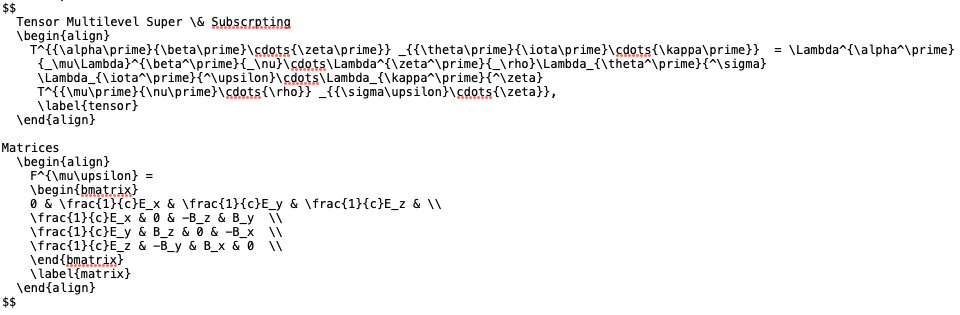 $$
Tensor Multilevel Super \& Subscrpting
\begin{align}
T^{{\alpha\prime}{\beta\prime}\cdots{\zeta\prime}} _{{\theta\prime}{\iota\prime}\cdots{\kappa\prime}}  = \Lambda^{\alpha^\prime}
{_\mu\Lambda}^{\beta^\prime}{_\nu}\cdots\Lambda^{\zeta^\prime}{_\rho}\Lambda_{\theta^\prime}{^\sigma}
\Lambda_{\iota^\prime}{^\upsilon}\cdots\Lambda_{\kappa^\prime}{^\zeta}
T^{{\mu\prime}{\nu\prime}\cdots{\rho}} _{{\sigma\upsilon}\cdots{\zeta}},
\label{tensor}
\end{align}
Matrices
\begin{align}
F^{\mu\upsilon} =
\begin{bmatrix}
0 & \frac{1}{c}E_x & \frac{1}{c}E_y & \frac{1}{c}E_z & \\
\frac{1}{c}E_x & 0 & -B_z & B_y  \\
\frac{1}{c}E_y & B_z & 0 & -B_x  \\
\frac{1}{c}E_z & -B_y & B_x & 0  \\
\end{bmatrix}
\label{matrix}
\end{align}
$$